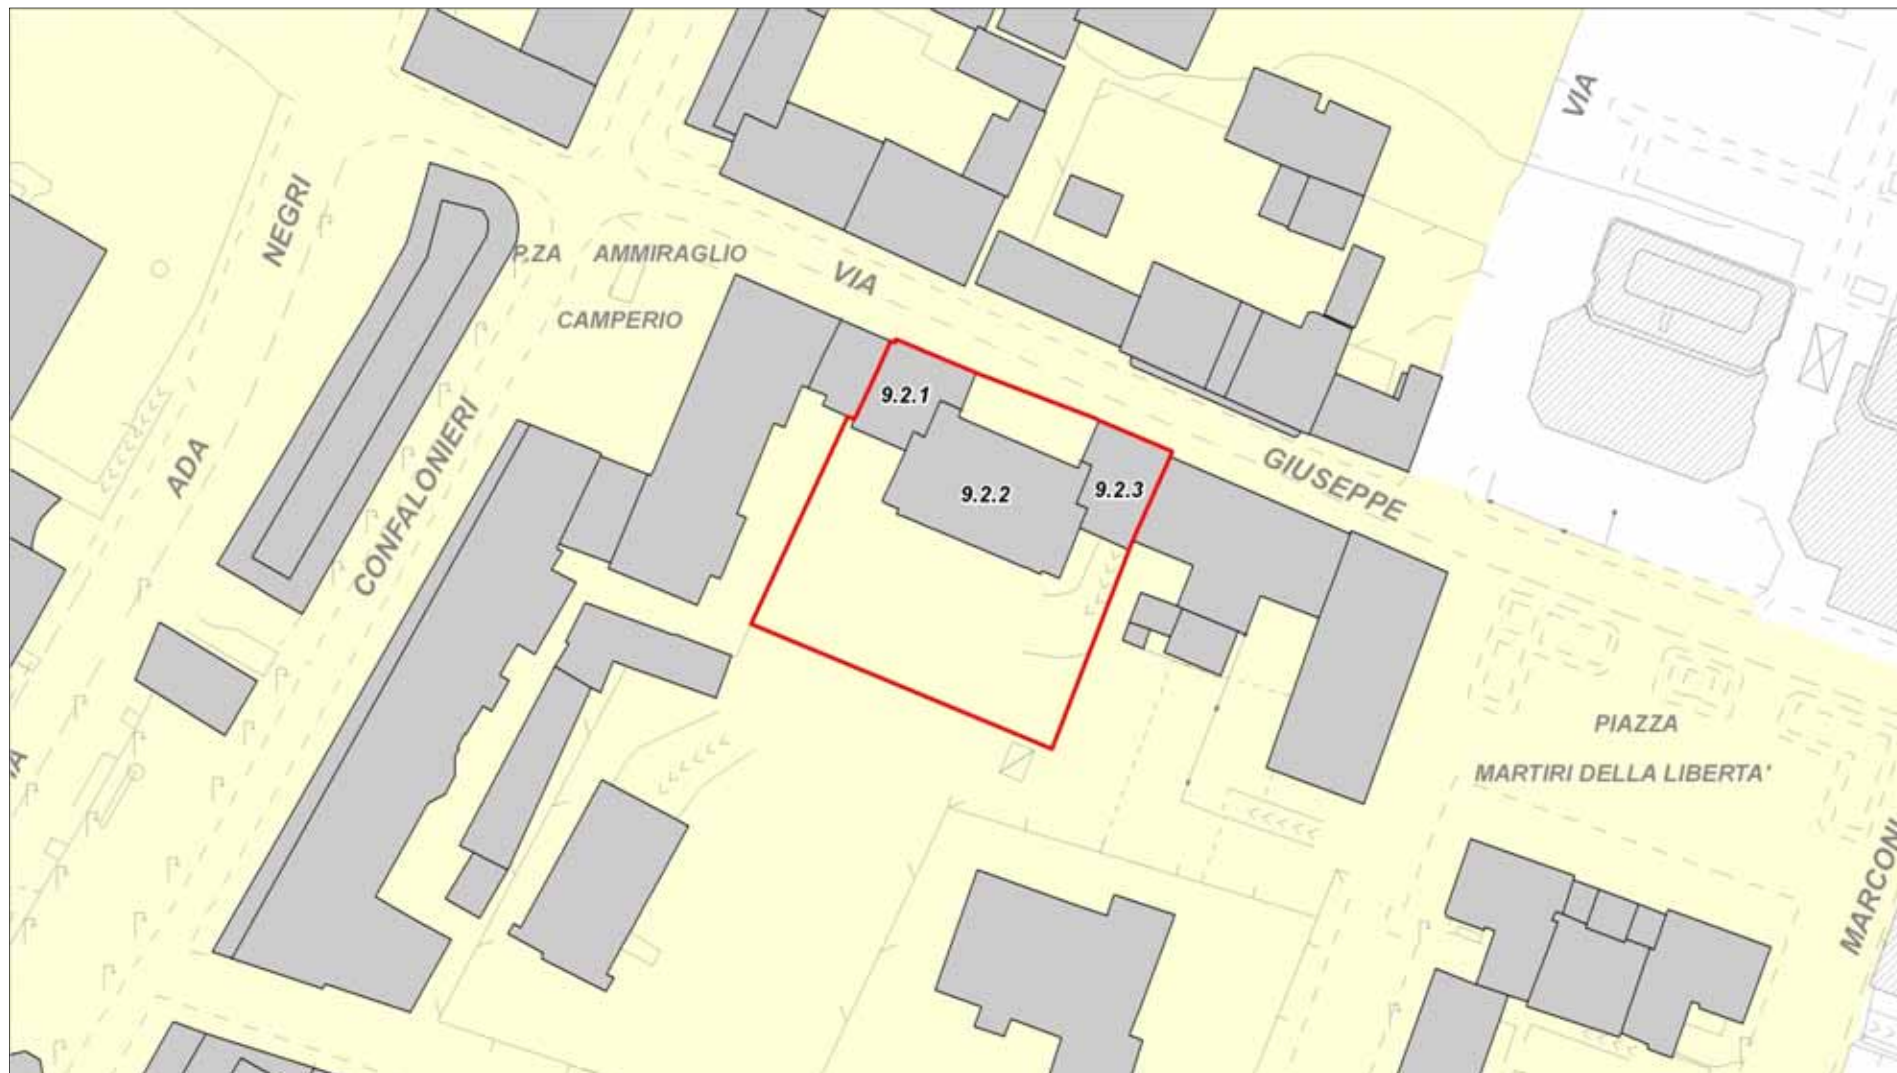 VIA
NEGRI
P.ZA AMMIRAGLIO
CAMPERIO
VIA
9.2.1
ADA
CONFALONIERI
9.2.2
9.2.3
GIUSEPPE
PIAZZA
MARTIRI DELLA LIBERTA'
MARCONI